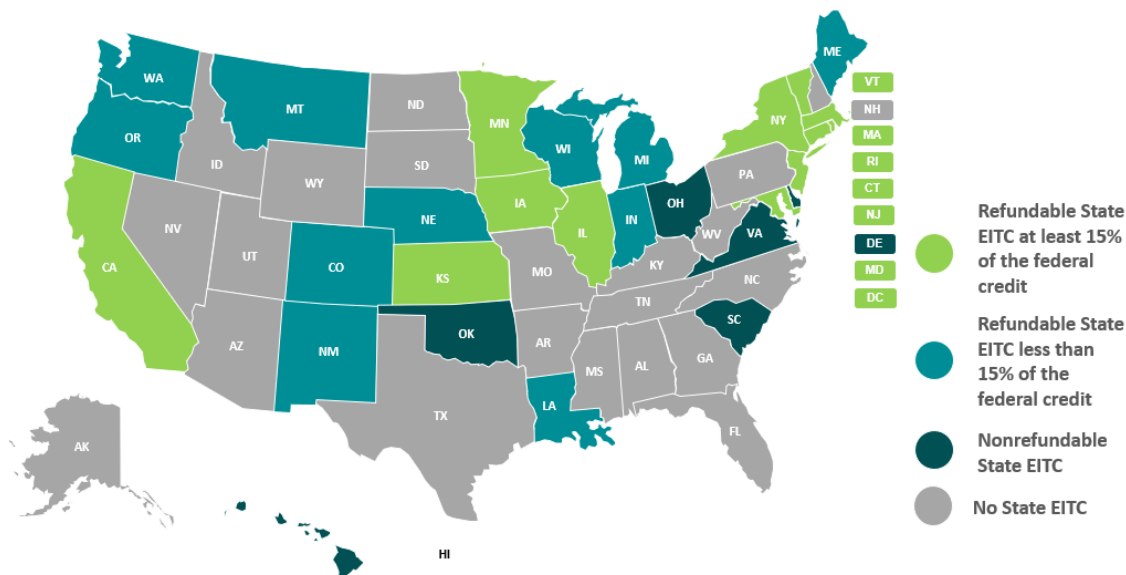 ME
WA
VT
MT
ND
NH
MN
OR
NY
MA
WI
ID
SD
MI
RI
WY
PA
CT
IA
NE
OH
NJ
NV
IL
IN
DE
UT
WV
VA
CO
CA
MD
KS
MO
KY
NC
DC
TN
OK
SC
AZ
NM
AR
MS
AL
GA
LA
TX
FL
AK
HI
Refundable State
EITC at least 15%
of the federal
credit
Refundable State
EITC less than
15% of the
federal credit
Nonrefundable
State EITC
No State EITC